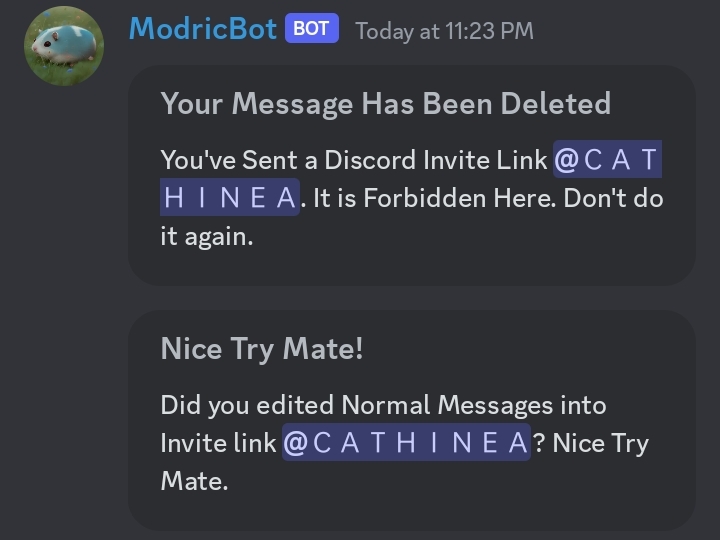 ModricBot BOT Today at 11:23 PM
Your Message Has Been Deleted
You've Sent a Discord Invite Link @C A T
H I N E A. It is Forbidden Here. Don't do
it again.
Nice Try Mate!
Did you edited Normal Messages into
Invite link @C A T H I N E A? Nice Try
Mate.